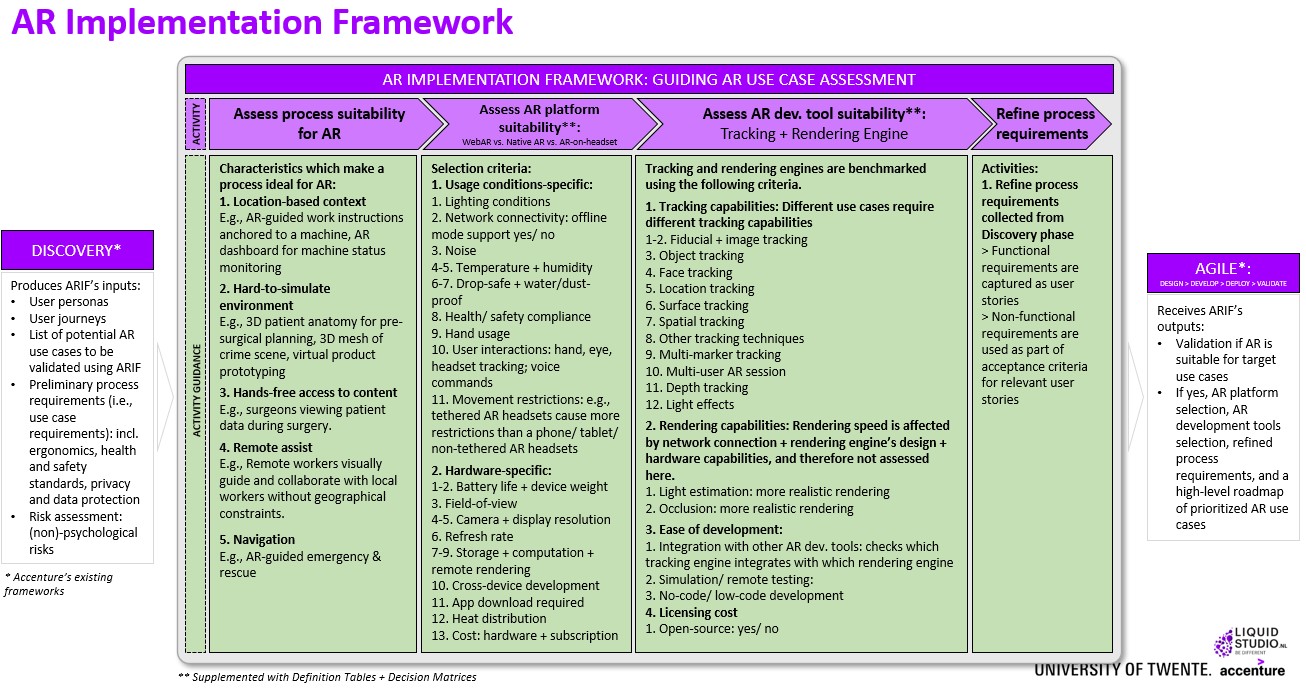 AR Implementation Framework
AR IMPLEMENTATION FRAMEWORK: GUIDING AR USE CASE ASSESSMENT
ACTIVITY
Assess process suitability
for AR
Assess AR platform
suitability**:
WebAR vs. Native AR vs. AR-on-headset
Assess AR dev. tool suitability**:
Tracking + Rendering Engine
Refine process
requirements
DISCOVERY*
Produces ARIF's inputs:
• User personas
• User journeys
• List of potential AR
use cases to be
validated using ARIF
• Preliminary process
requirements (i.e.,
use case
requirements): incl.
ergonomics, health
and safety
standards, privacy
and data protection
• Risk assessment:
(non)-psychological
risks
* Accenture's existing
frameworks
ACTIVITY GUIDANCE
Characteristics which make a
process ideal for AR:
1. Location-based context
E.g., AR-guided work instructions
anchored to a machine, AR
dashboard for machine status
monitoring
2. Hard-to-simulate
environment
E.g., 3D patient anatomy for pre-
surgical planning, 3D mesh of
crime scene, virtual product
prototyping
3. Hands-free access to content
E.g., surgeons viewing patient
data during surgery.
4. Remote assist
E.g., Remote workers visually
guide and collaborate with local
workers without geographical
constraints.
5. Navigation
E.g., AR-guided emergency &
rescue
Selection criteria:
1. Usage conditions-specific:
1. Lighting conditions
2. Network connectivity: offline
mode support yes/ no
3. Noise
4-5. Temperature + humidity
6-7. Drop-safe + water/dust-
proof
8. Health/ safety compliance
9. Hand usage
10. User interactions: hand, eye,
headset tracking; voice
commands
11. Movement restrictions: e.g.,
tethered AR headsets cause more
restrictions than a phone/ tablet/
non-tethered AR headsets
2. Hardware-specific:
1-2. Battery life + device weight
3. Field-of-view
4-5. Camera + display resolution
6. Refresh rate
7-9. Storage + computation +
remote rendering
10. Cross-device development
11. App download required
12. Heat distribution
13. Cost: hardware + subscription
Tracking and rendering engines are benchmarked
using the following criteria.
1. Tracking capabilities: Different use cases require
different tracking capabilities
1-2. Fiducial + image tracking
3. Object tracking
4. Face tracking
5. Location tracking
6. Surface tracking
7. Spatial tracking
8. Other tracking techniques
9. Multi-marker tracking
10. Multi-user AR session
11. Depth tracking
12. Light effects
2. Rendering capabilities: Rendering speed is affected
by network connection + rendering engine's design +
hardware capabilities, and therefore not assessed
here.
1. Light estimation: more realistic rendering
2. Occlusion: more realistic rendering
3. Ease of development:
1. Integration with other AR dev. tools: checks which
tracking engine integrates with which rendering engine
2. Simulation/ remote testing:
3. No-code/ low-code development
4. Licensing cost
1. Open-source: yes/ no
Activities:
1. Refine process
requirements
collected from
Discovery phase
> Functional
requirements are
captured as user
stories
> Non-functional
requirements are
used as part of
acceptance criteria
for relevant user
stories
AGILE*:
DESIGN > DEVELOP > DEPLOY > VALIDATE
Receives ARIF's
outputs:
• Validation if AR is
suitable for target
use cases
• If yes, AR platform
selection, AR
development tools
selection, refined
process
requirements, and a
high-level roadmap
of prioritized AR use
cases
** Supplemented with Definition Tables + Decision Matrices
LIQUID
STUDIO.NL
BE DIFFERENT
UNIVERSITY OF TWENTE.
accenture